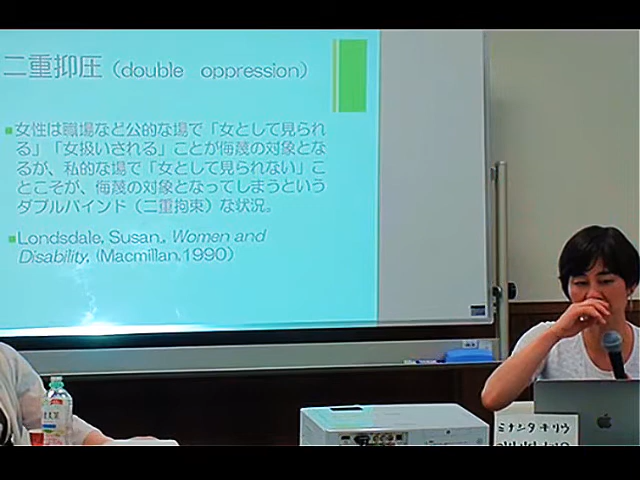 二重抑圧（double oppression）
■女性は職場など公的な場で「女として見られ
る」「女扱いされる」ことが侮蔑の対象とな
るが、私的な場で「女として見られない」こ
とこそが、侮蔑の対象となってしまうという
ダブルバインド（二重拘束）な状況。
■Londsdale, Susan., Women and
Disability, (Macmillan,1990)
ミナシタ キリウ